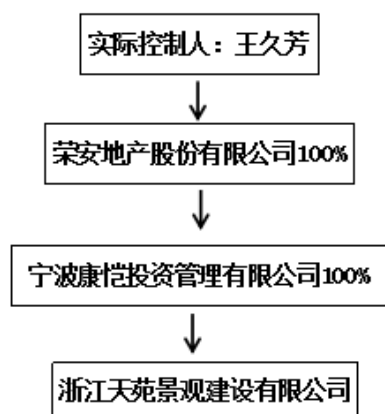 实际控制人：王久芳
荣安地产股份有限公司100%
宁波康恺投资管理有限公司100%
浙江天苑景观建设有限公司